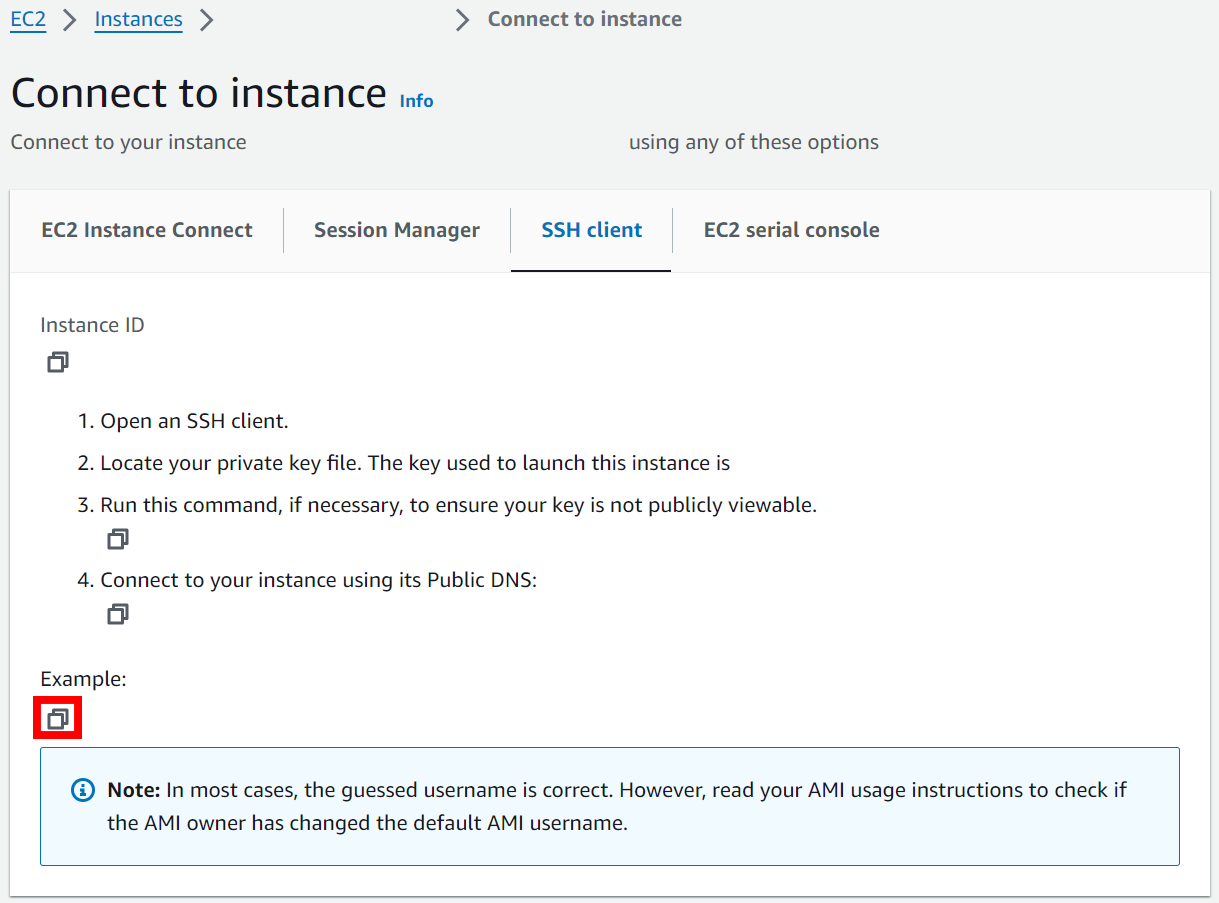 EC2 Instances Connect to instance
Connect to instance Info
Connect to your instance using any of these options
EC2 Instance Connect Session Manager SSH client EC2 serial console
Instance ID
1. Open an SSH client.
2. Locate your private key file. The key used to launch this instance is
3. Run this command, if necessary, to ensure your key is not publicly viewable.
4. Connect to your instance using its Public DNS:
Example:
Note: In most cases, the guessed username is correct. However, read your AMI usage instructions to check if
the AMI owner has changed the default AMI username.